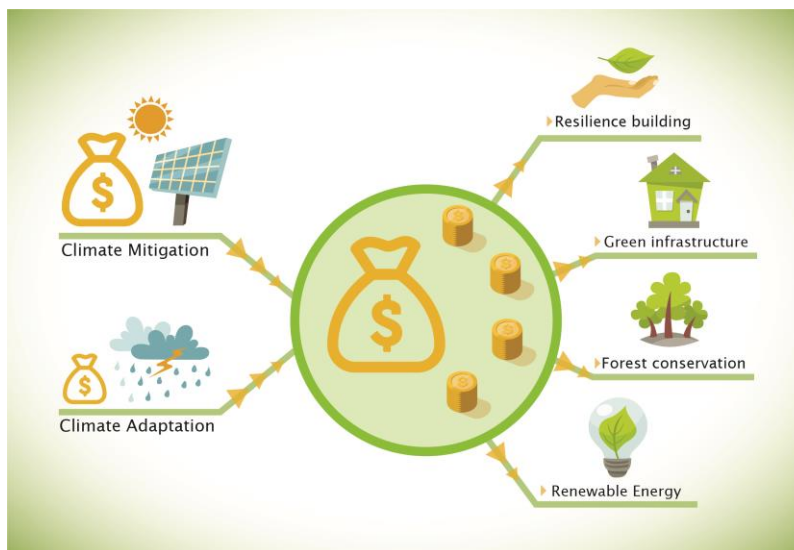 Climate Mitigation
Climate Adaptation
$
$
$
Resilience building
Green infrastructure
Forest conservation
Renewable Energy